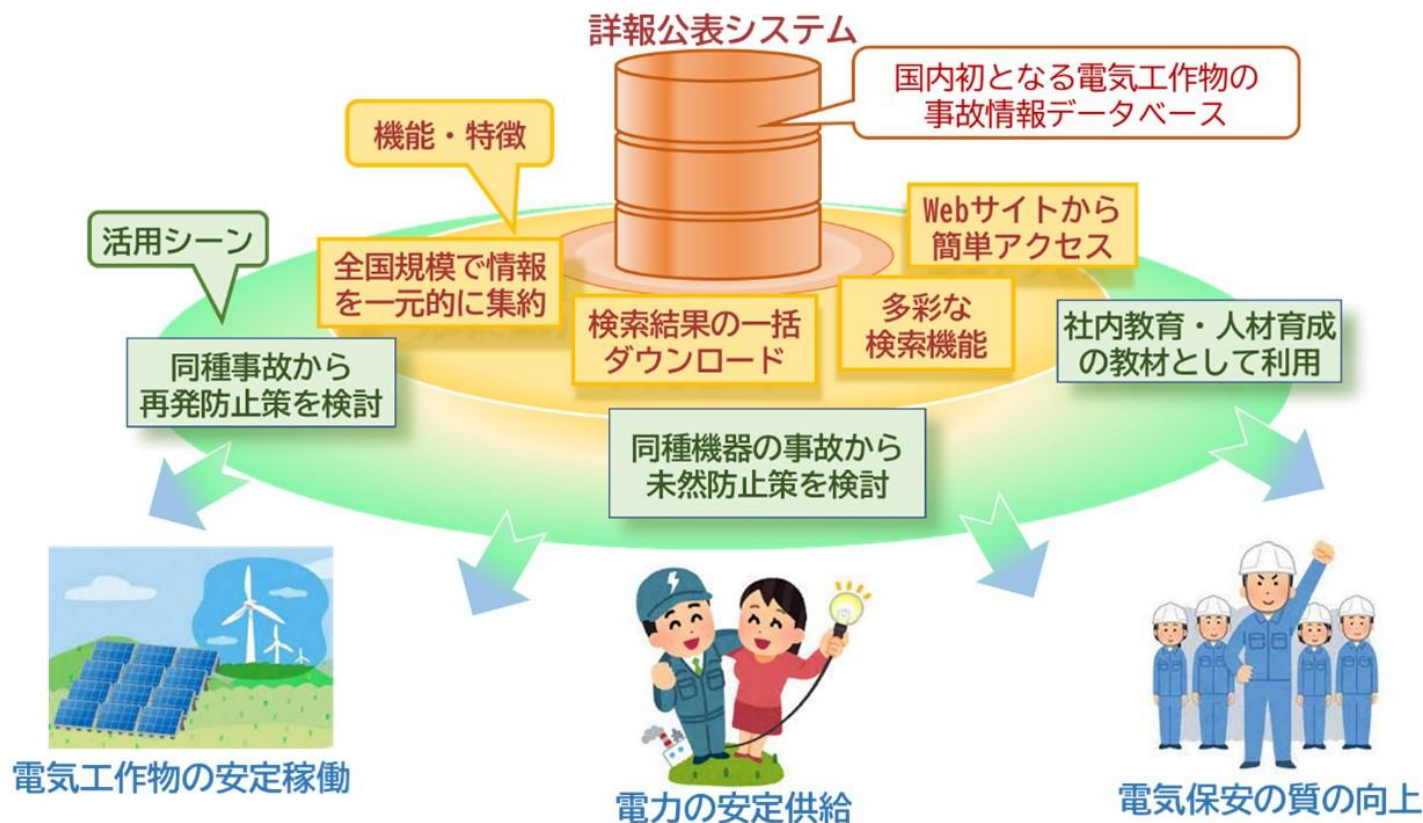 詳報公表システム
国内初となる電気工作物の
事故情報データベース
機能・特徴
活用シーン
全国規模で情報
を一元的に集約
検索結果の一括
ダウンロード
多彩な
検索機能
Webサイトから
簡単アクセス
同種事故から
再発防止策を検討
同種機器の事故から
未然防止策を検討
社内教育・人材育成
の教材として利用
電気工作物の安定稼働
電力の安定供給
電気保安の質の向上